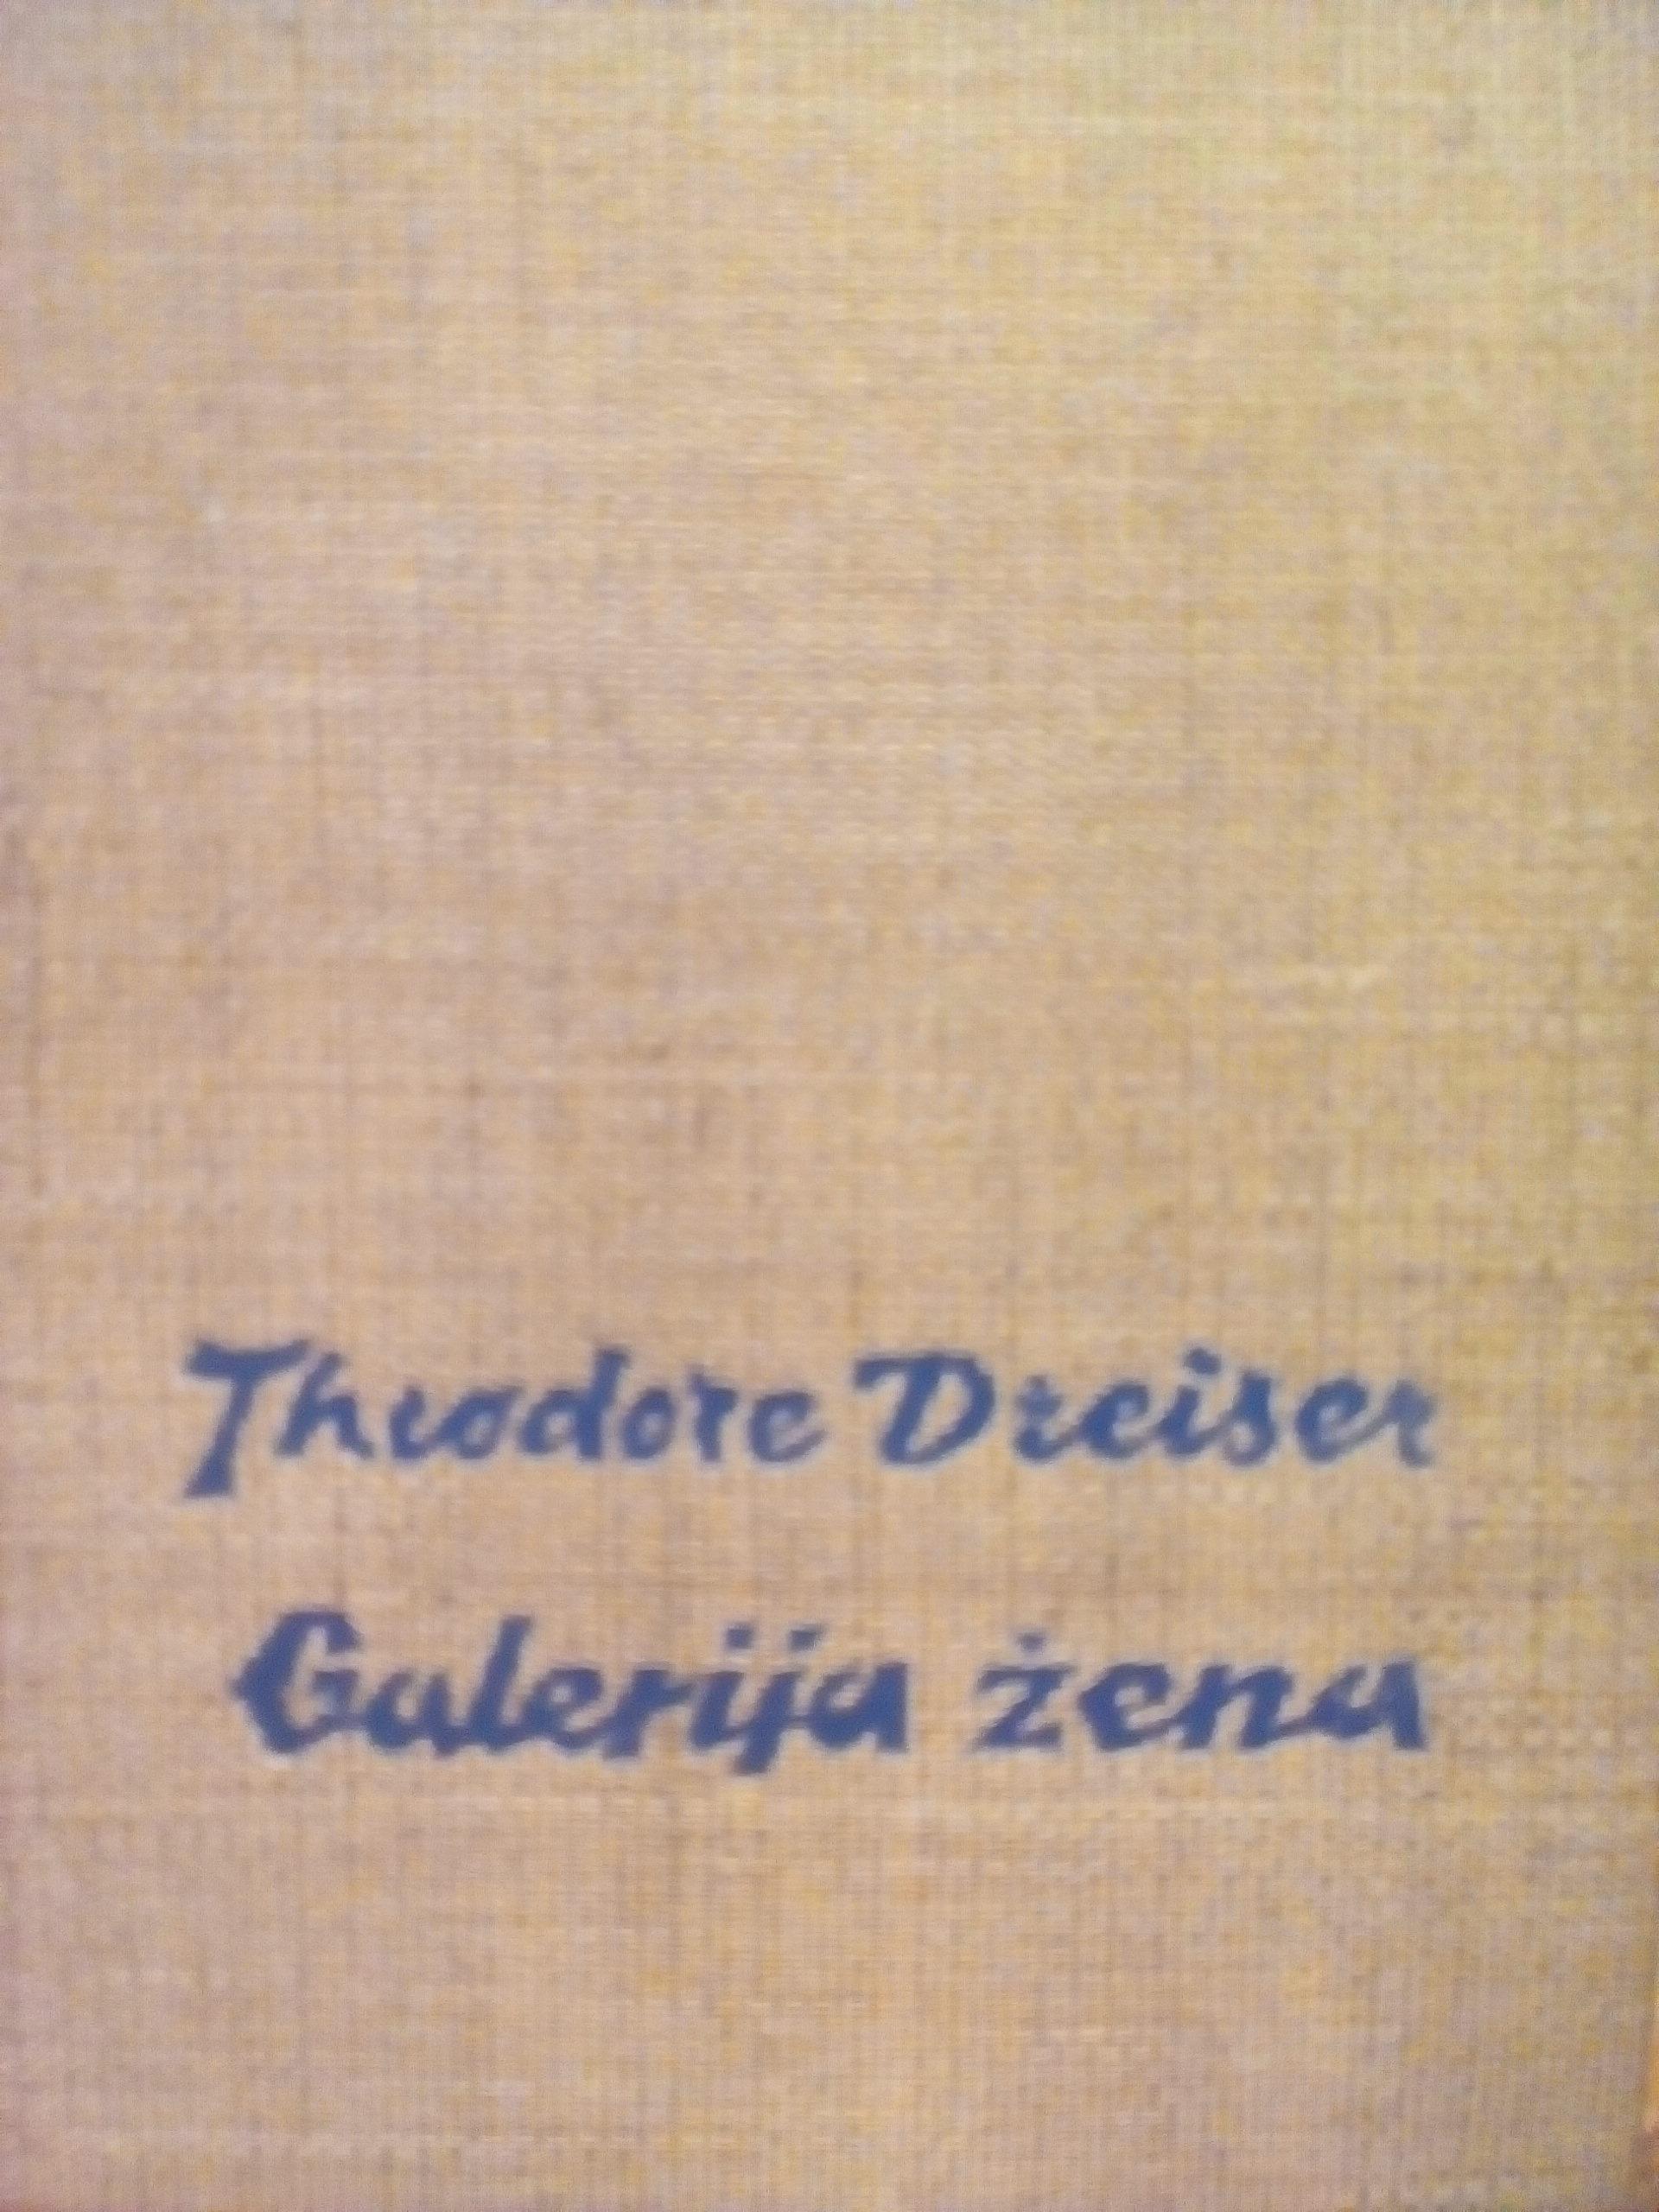 Theodore Dreiser
Galerija žena